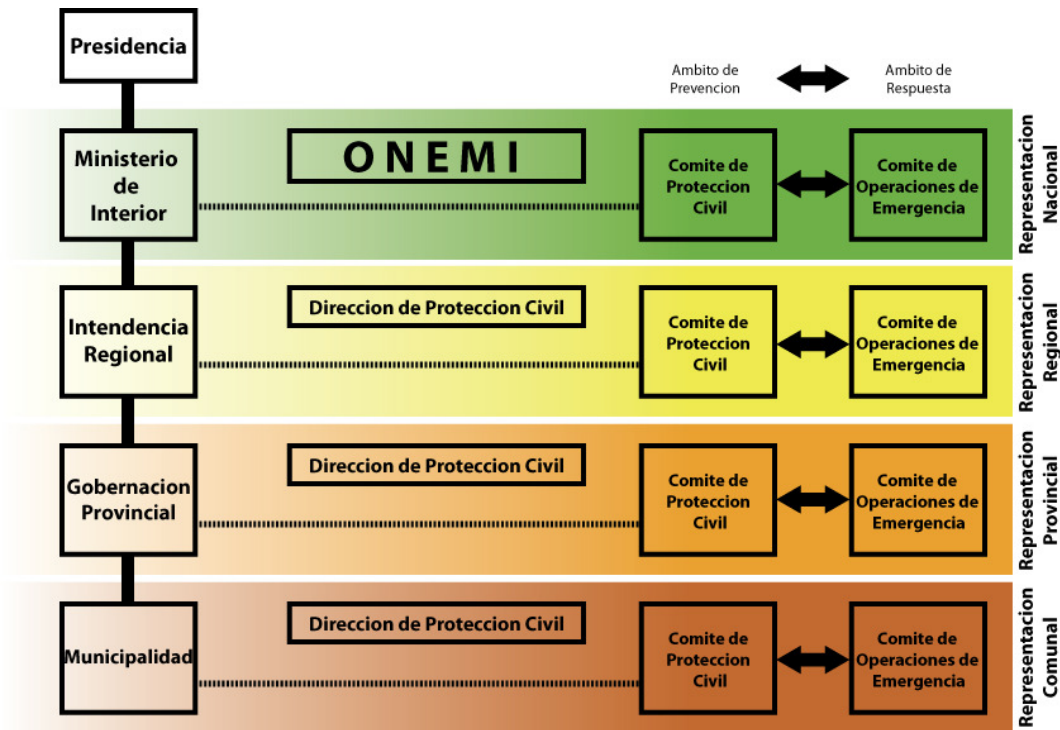 Presidencia
Ambito de
Prevencion
Ambito de
Respuesta
Ministerio
de
Interior
ONEMI
Comite de
Proteccion
Civil
Comite de
Operaciones de
Emergencia
Representacion
Nacional
Intendencia
Regional
Direccion de Proteccion Civil
Comite de
Proteccion
Civil
Comite de
Operaciones de
Emergencia
Representacion
Regional
Gobernacion
Provincial
Direccion de Proteccion Civil
Comite de
Proteccion
Civil
Comite de
Operaciones de
Emergencia
Representacion
Provincial
Municipalidad
Direccion de Proteccion Civil
Comite de
Proteccion
Civil
Comite de
Operaciones de
Emergencia
Representacion
Comunal